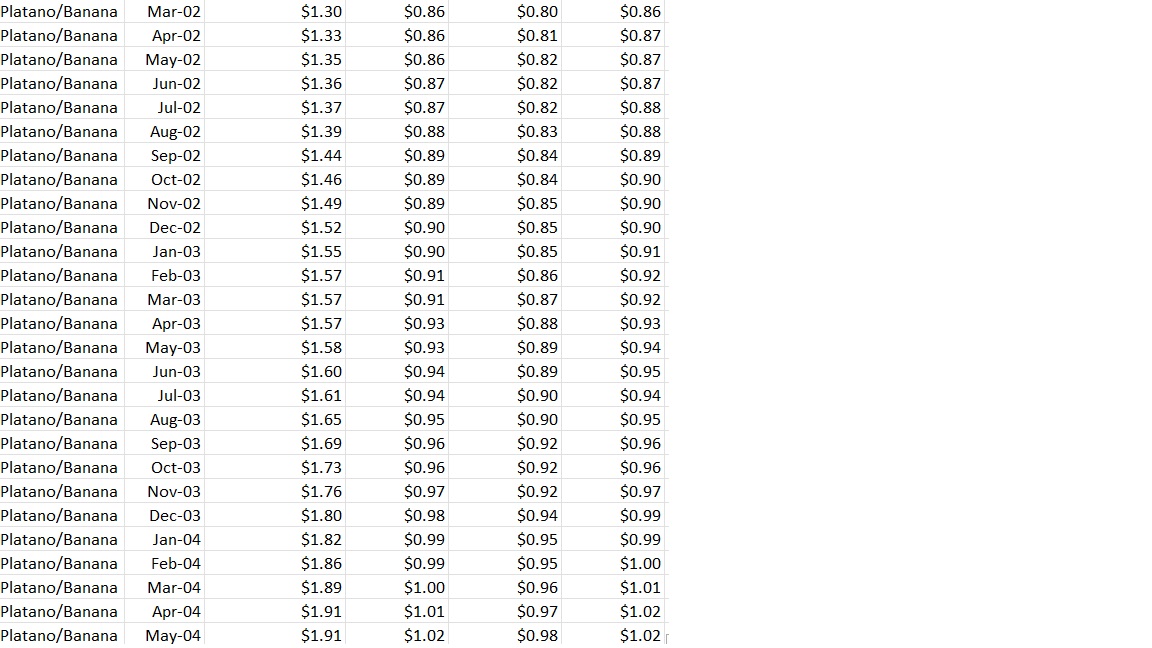 Platano/Banana Mar-02 $1.30 $0.86 $0.80 $0.86
Platano/Banana Apr-02 $1.33 $0.86 $0.81 $0.87
Platano/Banana May-02 $1.35 $0.86 $0.82 $0.87
Platano/Banana Jun-02 $1.36 $0.87 $0.82 $0.87
Platano/Banana Jul-02 $1.37 $0.87 $0.82 $0.88
Platano/Banana Aug-02 $1.39 $0.88 $0.83 $0.88
Platano/Banana Sep-02 $1.44 $0.89 $0.84 $0.89
Platano/Banana Oct-02 $1.46 $0.89 $0.84 $0.90
Platano/Banana Nov-02 $1.49 $0.89 $0.85 $0.90
Platano/Banana Dec-02 $1.52 $0.90 $0.85 $0.90
Platano/Banana Jan-03 $1.55 $0.90 $0.85 $0.91
Platano/Banana Feb-03 $1.57 $0.91 $0.86 $0.92
Platano/Banana Mar-03 $1.57 $0.91 $0.87 $0.92
Platano/Banana Apr-03 $1.57 $0.93 $0.88 $0.93
Platano/Banana May-03 $1.58 $0.93 $0.89 $0.94
Platano/Banana Jun-03 $1.60 $0.94 $0.89 $0.95
Platano/Banana Jul-03 $1.61 $0.94 $0.90 $0.94
Platano/Banana Aug-03 $1.65 $0.95 $0.90 $0.95
Platano/Banana Sep-03 $1.69 $0.96 $0.92 $0.96
Platano/Banana Oct-03 $1.73 $0.96 $0.92 $0.96
Platano/Banana Nov-03 $1.76 $0.97 $0.92 $0.97
Platano/Banana Dec-03 $1.80 $0.98 $0.94 $0.99
Platano/Banana Jan-04 $1.82 $0.99 $0.95 $0.99
Platano/Banana Feb-04 $1.86 $0.99 $0.95 $1.00
Platano/Banana Mar-04 $1.89 $1.00 $0.96 $1.01
Platano/Banana Apr-04 $1.91 $1.01 $0.97 $1.02
Platano/Banana May-04 $1.91 $1.02 $0.98 $1.02